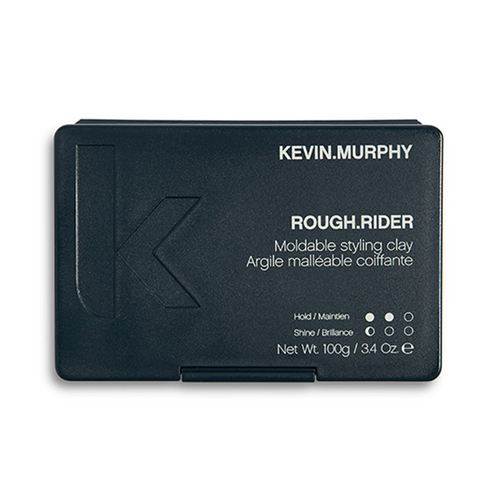 K
KEVIN.MURPHY
ROUGH.RIDER
Moldable styling clay
Argile malléable coiffante
Hold / Maintien
Shine / Brillance
Net Wt. 100g / 3.4 Oz. ℮